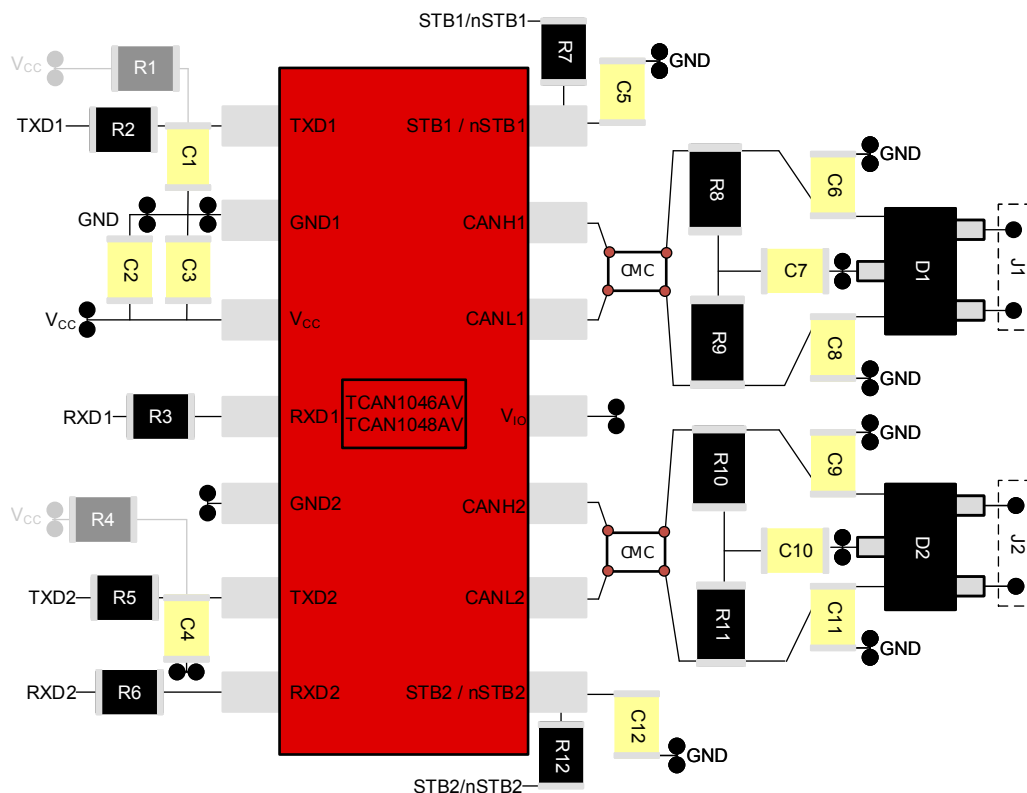 STB1/nSTB1
R7
C5
GND
VCC
R1
TXD1
R2
C1
TXD1
STB1 / nSTB1
GND
GND1
CANH1
C2
C3
VCC
VCC
CANL1
CMC
R8
R9
C6
GND
C7
C8
GND
D1
J1
RXD1
R3
RXD1
TCAN1046AV
TCAN1048AV
VIO
GND2
CANH2
VCC
R4
TXD2
R5
C4
TXD2
CANL2
CMC
R10
R11
C9
GND
C10
C11
GND
D2
J2
RXD2
R6
RXD2
STB2 / nSTB2
C12
GND
R12
STB2/nSTB2